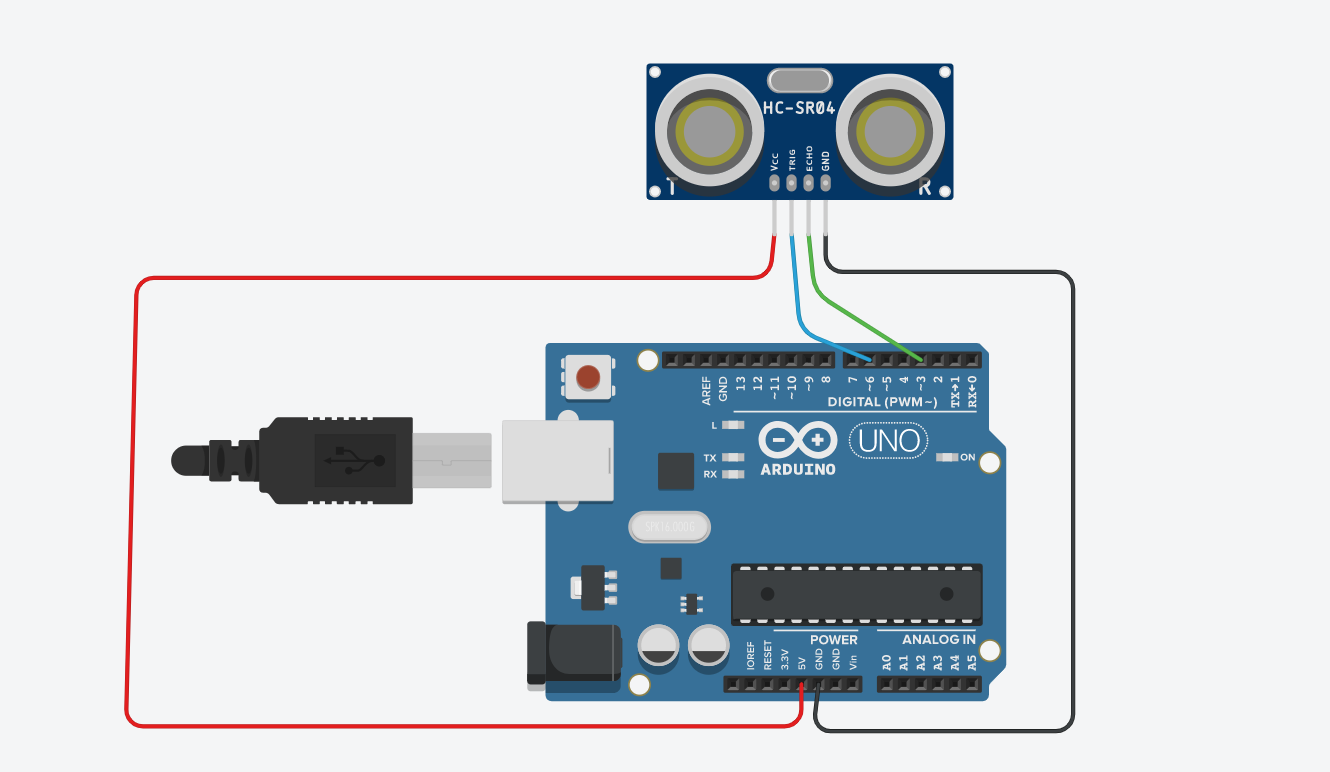 HC-SR04
Vcc TRIG ECHO GND
T R
AREF GND 13 12 ~11 ~10 ~9 8 7 ~6 ~5 4 ~3 2 TX→1 RX←0
DIGITAL (PWM~)
L
TX
RX
ARDUINO
UNO
ON
POWER
ANALOG IN
IOREF RESET 3.3V 5V GND GND Vin A0 A1 A2 A3 A4 A5